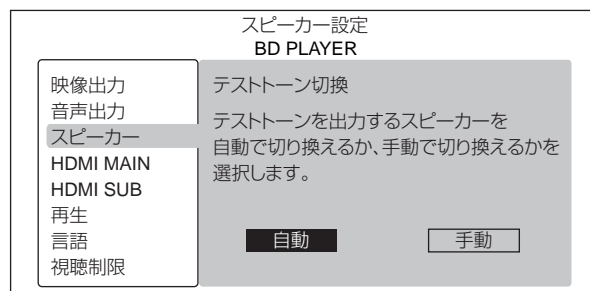 スピーカー設定
BD PLAYER
映像出力
音声出力
スピーカー
HDMI MAIN
HDMI SUB
再生
言語
視聴制限
テストトーン切換
テストトーンを出力するスピーカーを
自動で切り換えるか、手動で切り換えるかを
選択します。
自動
手動